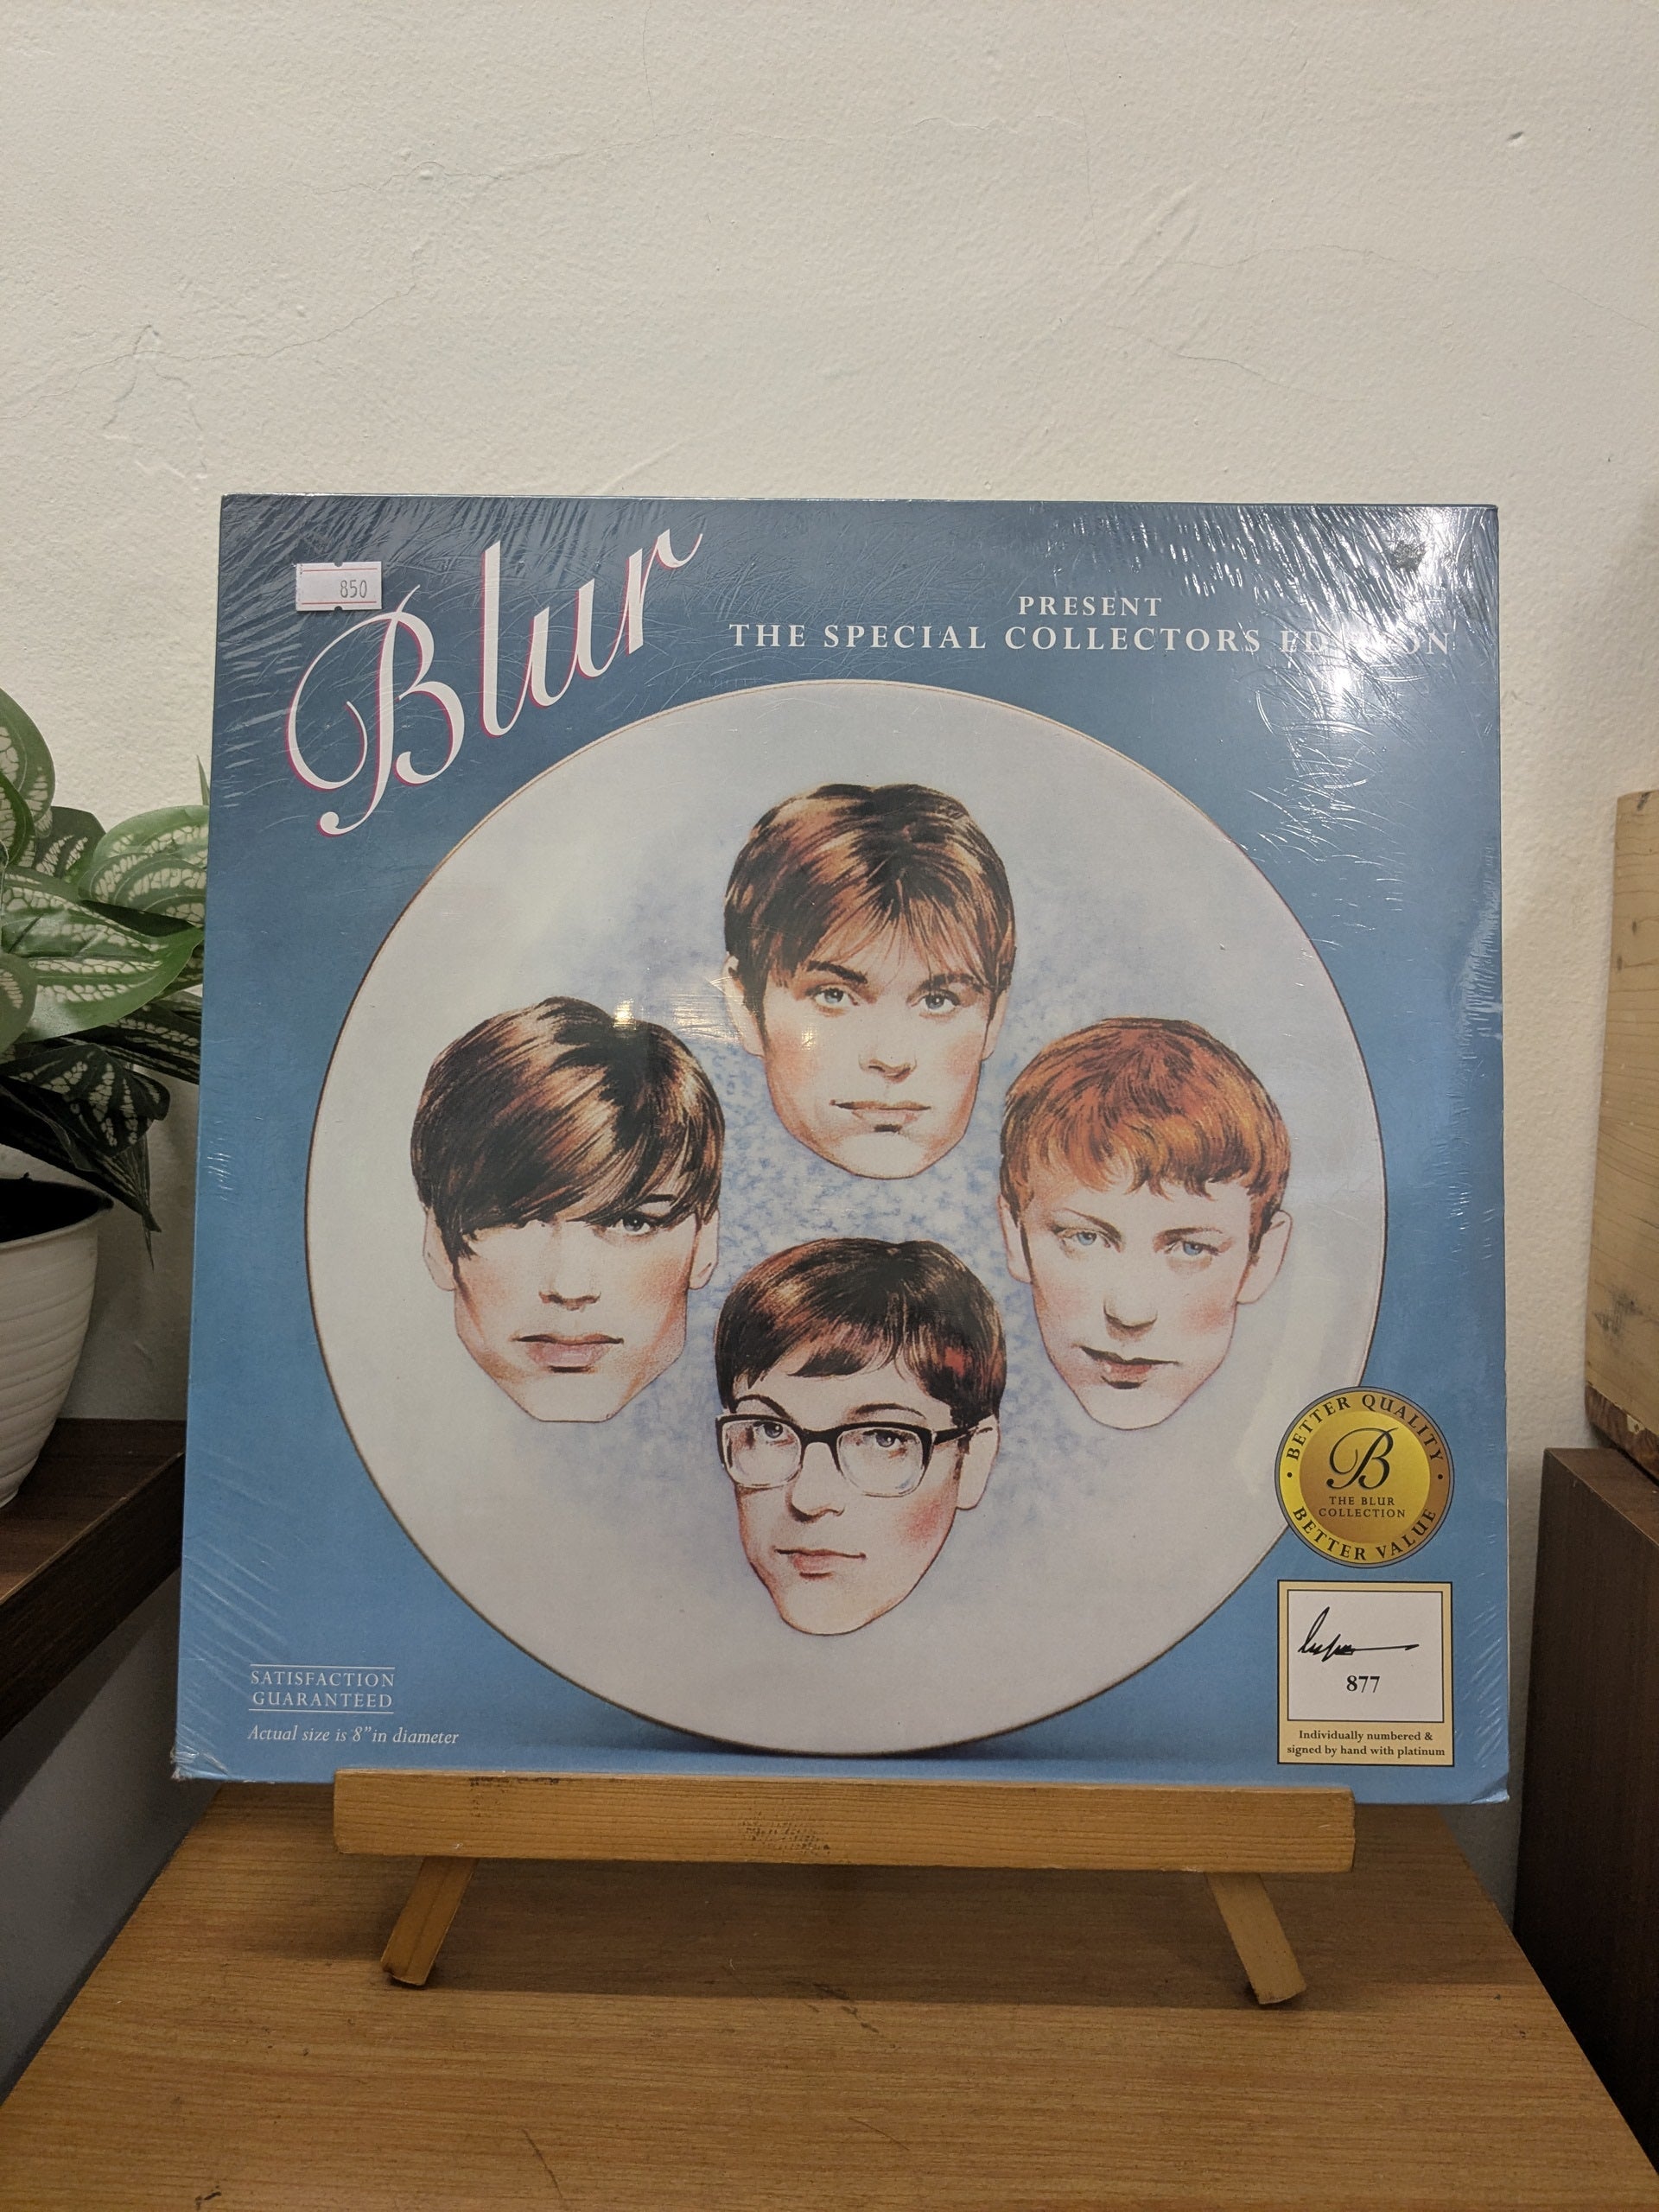 850
Blur
PRESENT
THE SPECIAL COLLECTORS EDITION
BETTER QUALITY
B
THE BLUR
COLLECTION
BETTER VALUE
877
Individually numbered &
signed by hand with platinum
SATISFACTION
GUARANTEED
Actual size is 8" in diameter